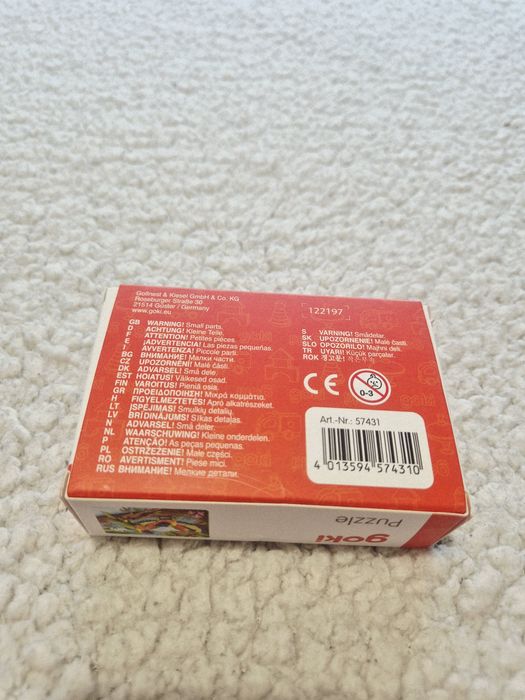 Gollnest & Kiesel GmbH & Co. KG
Roseburger Straße 30
21514 Güster / Germany
www.goki.eu
122197
GB WARNING! Small parts.
D ACHTUNG! Kleine Teile.
F ATTENTION! Petites pièces.
E ¡ADVERTENCIA! Las piezas pequeñas.
I AVVERTENZA! Piccole parti.
BG ВНИМАНИЕ! Малки части.
CZ UPOZORNĚNÍ! Malé části.
DK ADVARSEL! Små dele.
EST HOIATUS! Väikesed osad.
FIN VAROITUS! Pieniä osia.
GR ΠΡΟΕΙΔΟΠΟΙΗΣΗ! Μικρά κομμάτια.
H FIGYELMEZTETÉS! Apró alkatrészeket.
LT ĮSPĖJIMAS! Smulkių detalių.
LV BRĪDINĀJUMS! Sīkas detaļas.
N ADVARSEL! Små deler.
NL WAARSCHUWING! Kleine onderdelen.
P ATENÇÃO! As peças pequenas.
PL OSTRZEŻENIE! Małe części.
RO AVERTISMENT! Piese mici.
RUS ВНИМАНИЕ! Мелкие детали.
S VARNING! Smådelar.
SK UPOZORNENIE! Malé časti.
SLO OPOZORILO! Majhni deli.
TR UYARI! Küçük parçalar.
ROK
CE
0-3
Art.-Nr.: 57431
4 013594 574310
Puzzle
goki